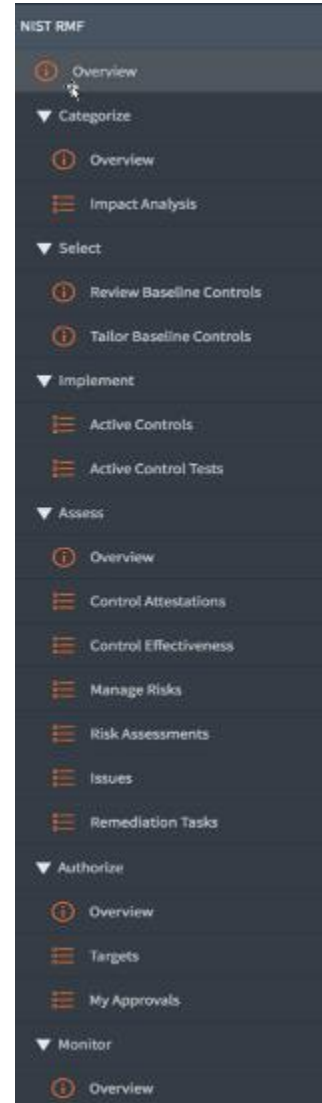 NIST RMF
Overview
Categorize
Overview
Impact Analysis
Select
Review Baseline Controls
Tailor Baseline Controls
Implement
Active Controls
Active Control Tests
Assess
Overview
Control Attestations
Control Effectiveness
Manage Risks
Risk Assessments
Issues
Remediation Tasks
Authorize
Overview
Targets
My Approvals
Monitor
Overview